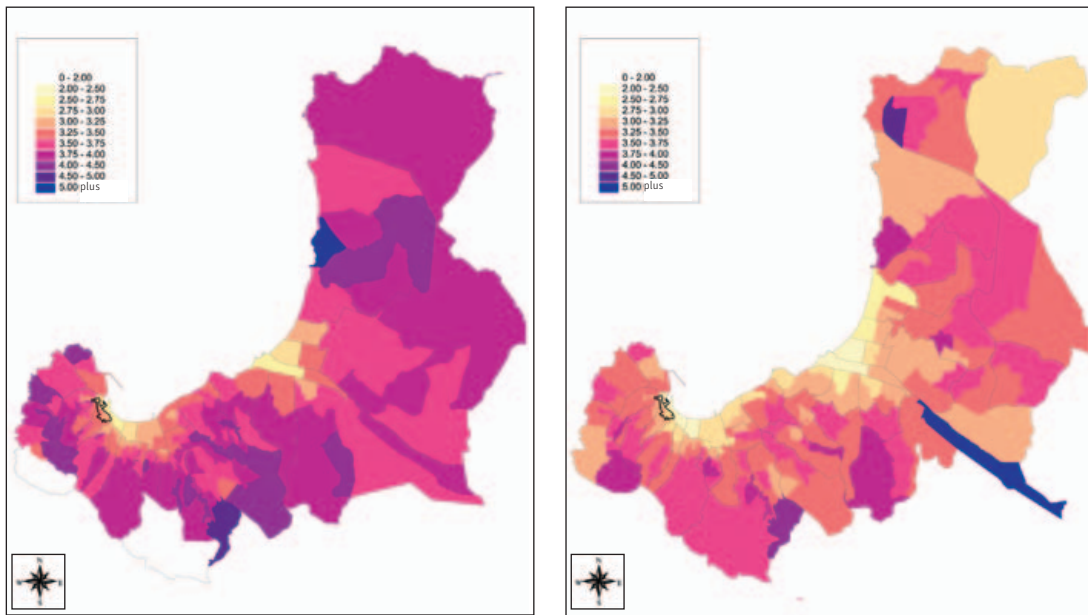 0 - 2.00
2.00 - 2.50
2.50 - 2.75
2.75 - 3.00
3.00 - 3.25
3.25 - 3.50
3.50 - 3.75
3.75 - 4.00
4.00 - 4.50
4.50 - 5.00
5.00 plus
N
0 - 2.00
2.00 - 2.50
2.50 - 2.75
2.75 - 3.00
3.00 - 3.25
3.25 - 3.50
3.50 - 3.75
3.75 - 4.00
4.00 - 4.50
4.50 - 5.00
5.00 plus
N